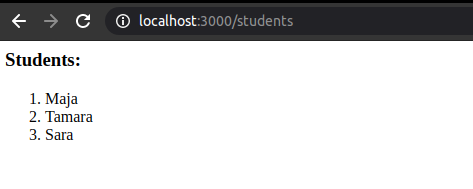 localhost:3000/students
Students:
1. Maja
2. Tamara
3. Sara